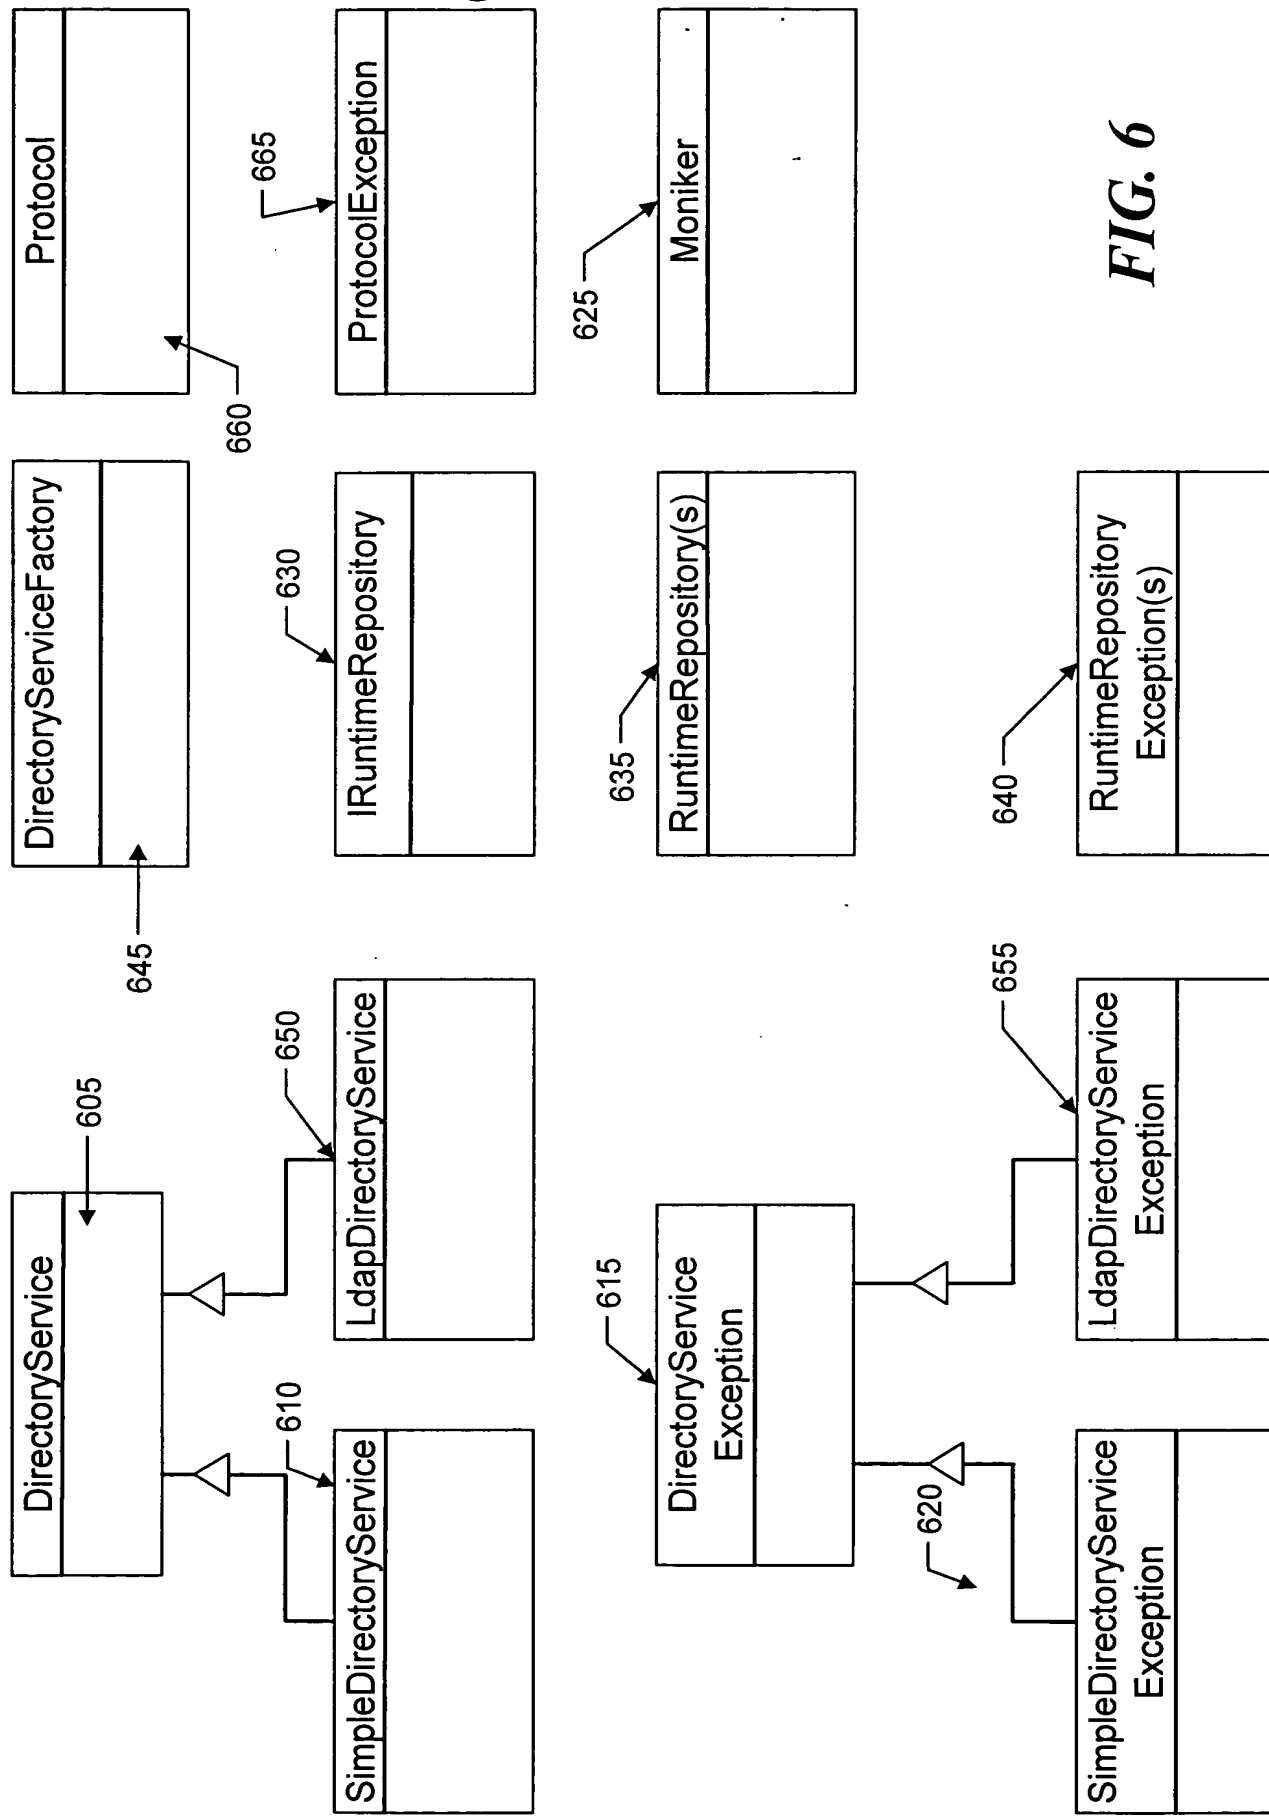 DirectoryService
605
SimpleDirectoryService
610
LdapDirectoryService
650
DirectoryService
Exception
615
SimpleDirectoryService
Exception
620
LdapDirectoryService
Exception
655
DirectoryServiceFactory
645
IRuntimeRepository
630
RuntimeRepository(s)
635
RuntimeRepository
Exception(s)
640
Protocol
660
ProtocolException
665
Moniker
625
FIG. 6